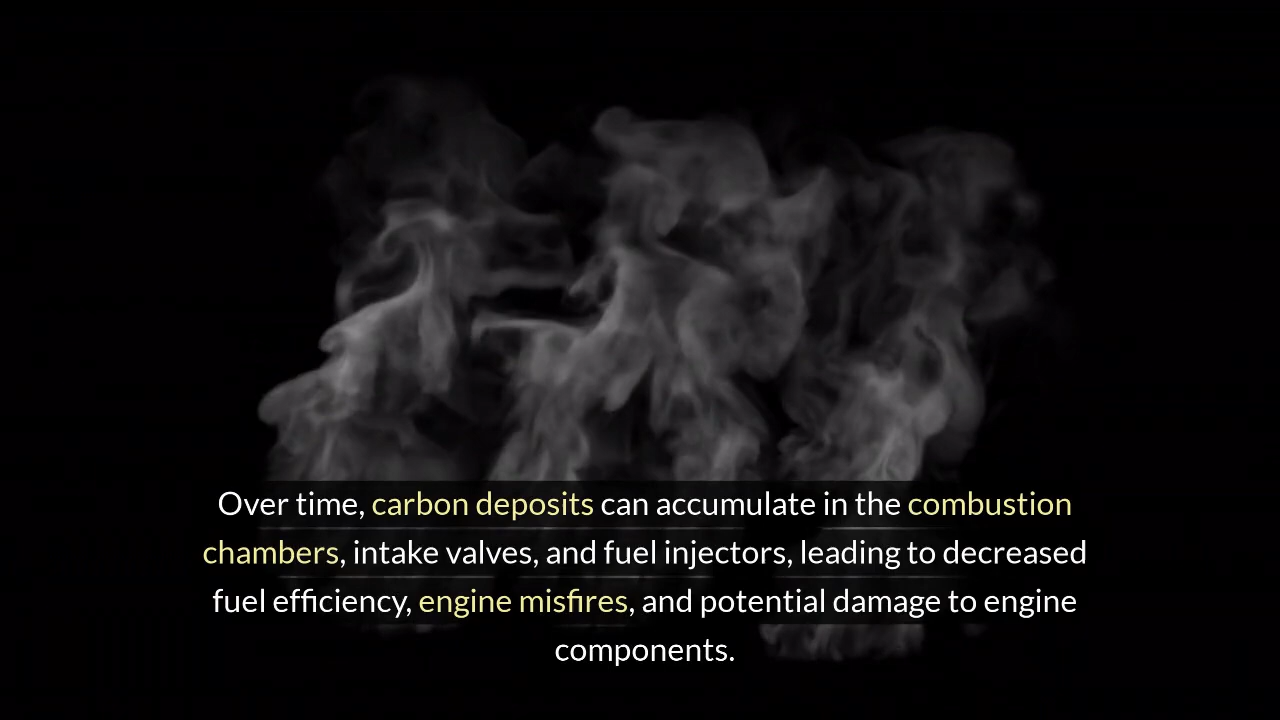 Over time, carbon deposits can accumulate in the combustion
chambers, intake valves, and fuel injectors, leading to decreased
fuel efficiency, engine misfires, and potential damage to engine
components.